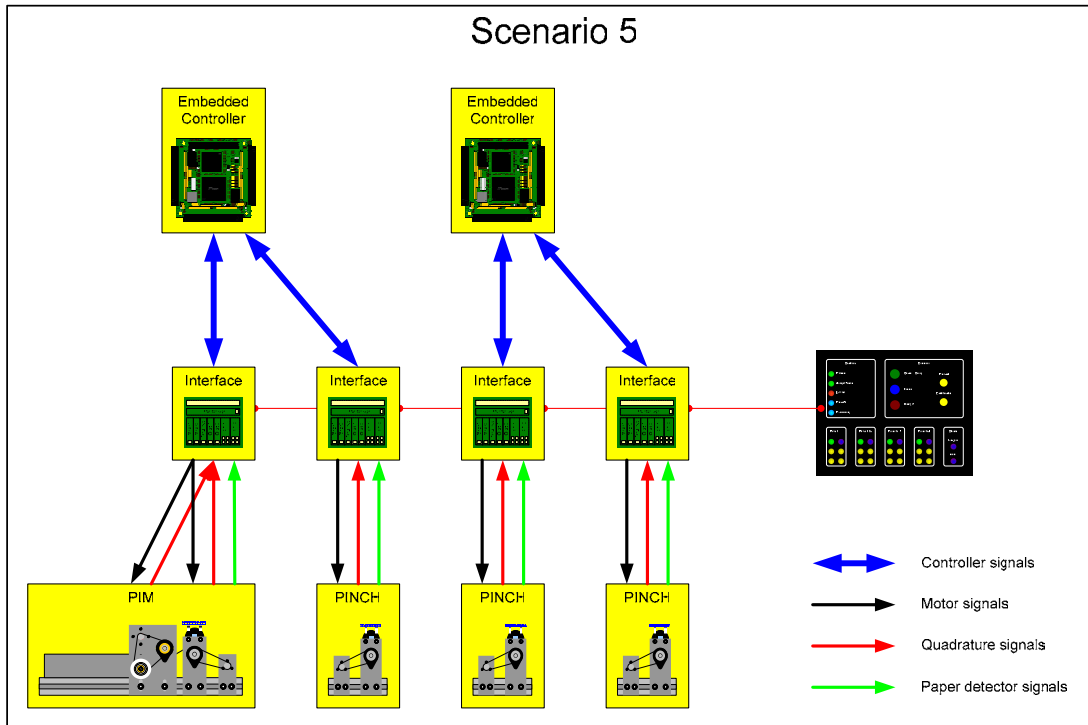 Scenario 5
Embedded
Controller
Embedded
Controller
Interface
Interface
Interface
Interface
PIM
PINCH
PINCH
PINCH
Controller signals
Motor signals
Quadrature signals
Paper detector signals